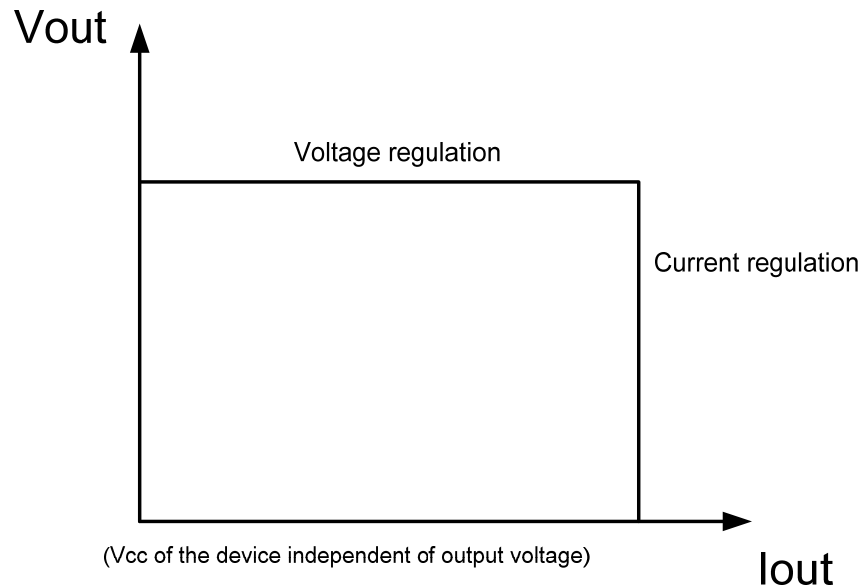 Vout
Voltage regulation
Current regulation
(Vcc of the device independent of output voltage)
Iout